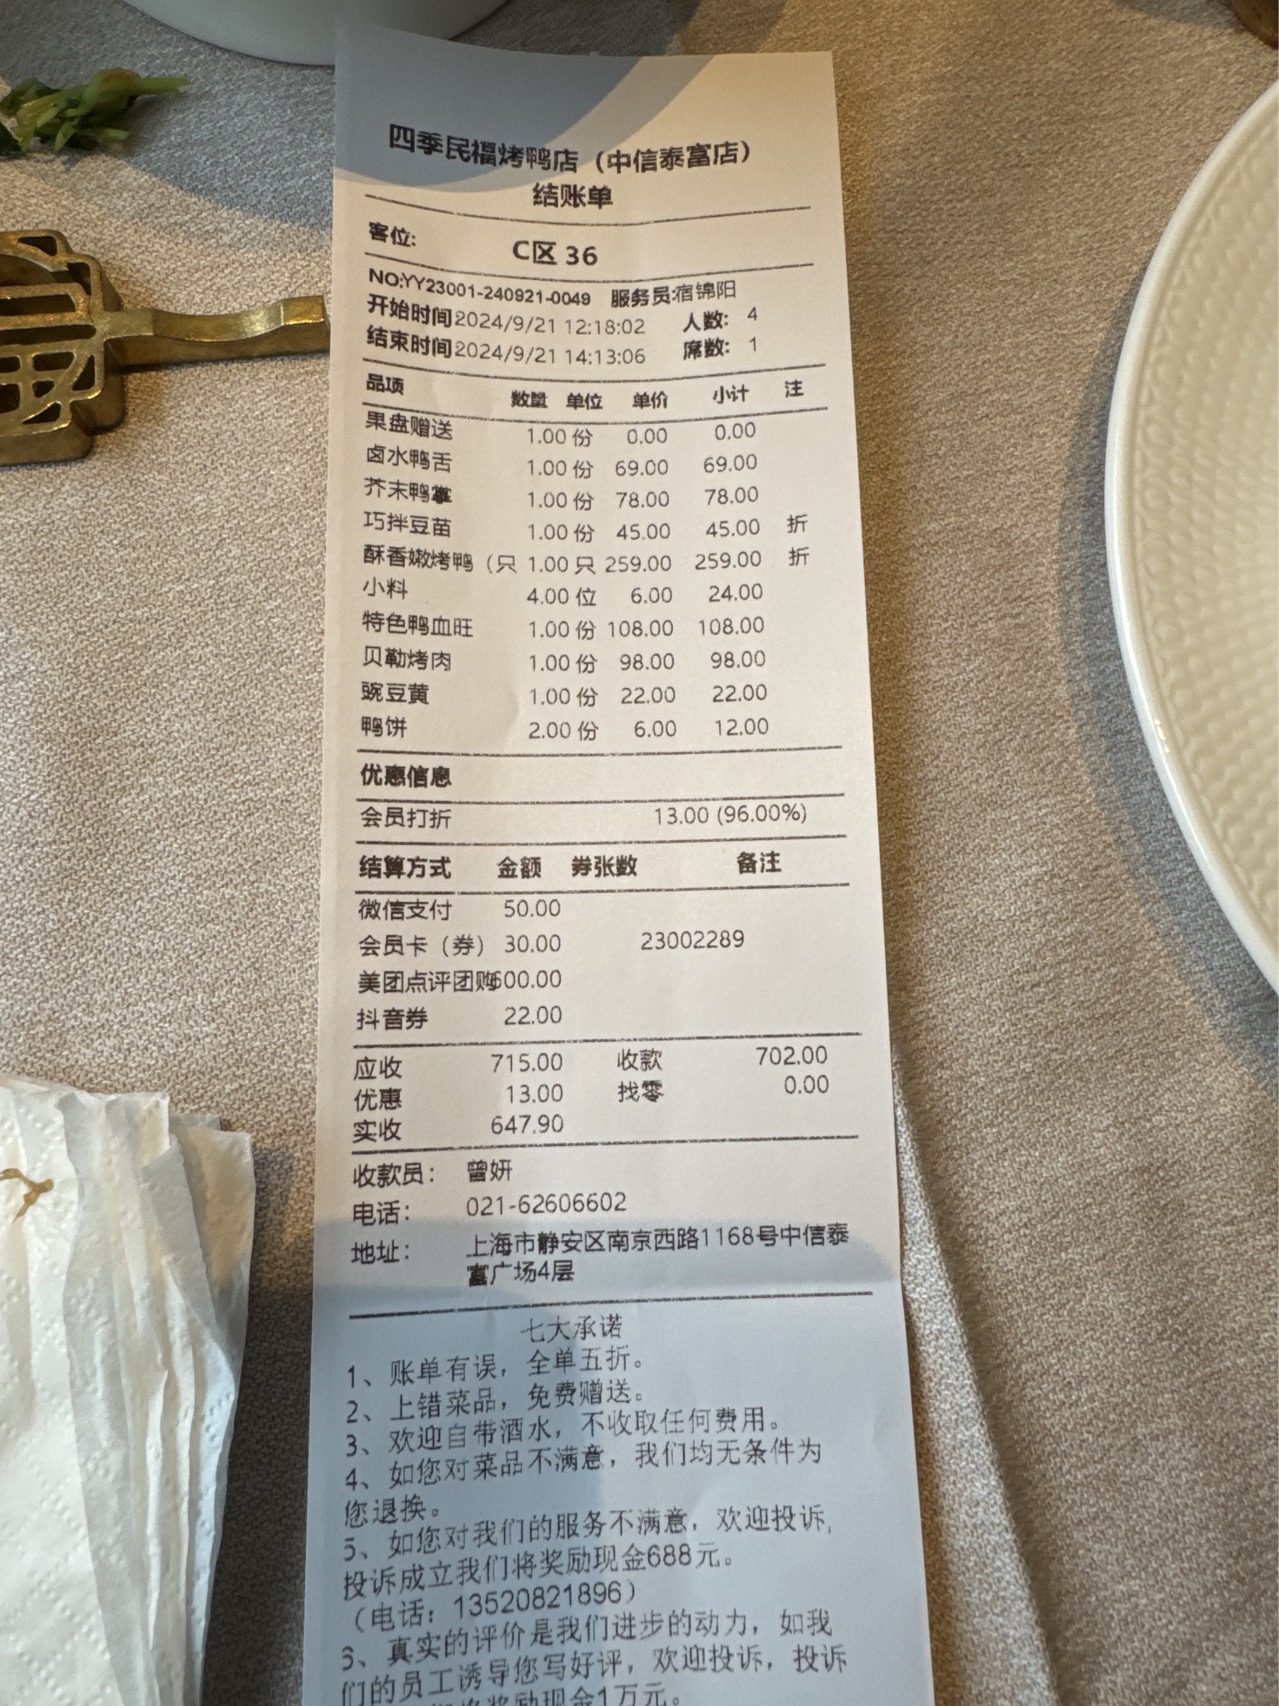 四季民福烤鸭店（中信泰富店）
结账单
客位: C区 36
NO:YY23001-240921-0049 服务员:宿锦阳
开始时间 2024/9/21 12:18:02 人数: 4
结束时间 2024/9/21 14:13:06 席数: 1
品项 数量 单位 单价 小计 注
果盘赠送 1.00 份 0.00 0.00
卤水鸭舌 1.00 份 69.00 69.00
芥末鸭掌 1.00 份 78.00 78.00
巧拌豆苗 1.00 份 45.00 45.00 折
酥香嫩烤鸭（只 1.00 只 259.00 259.00 折
小料 4.00 位 6.00 24.00
特色鸭血旺 1.00 份 108.00 108.00
贝勒烤肉 1.00 份 98.00 98.00
豌豆黄 1.00 份 22.00 22.00
鸭饼 2.00 份 6.00 12.00
优惠信息
会员打折 13.00 (96.00%)
结算方式 金额 券张数 备注
微信支付 50.00
会员卡（券） 30.00 23002289
美团点评团购 600.00
抖音券 22.00
应收 715.00 收款 702.00
优惠 13.00 找零 0.00
实收 647.90
收款员: 曾妍
电话: 021-62606602
地址: 上海市静安区南京西路1168号中信泰
富广场4层
七大承诺
1、账单有误，全单五折。
2、上错菜品，免费赠送。
3、欢迎自带酒水，不收取任何费用。
4、如您对菜品不满意，我们均无条件为
您退换。
5、如您对我们的服务不满意，欢迎投诉,
投诉成立我们将奖励现金688元。
（电话：13520821896）
6、真实的评价是我们进步的动力，如我
们的员工诱导您写好评，欢迎投诉，投诉
奖励现金1万元。